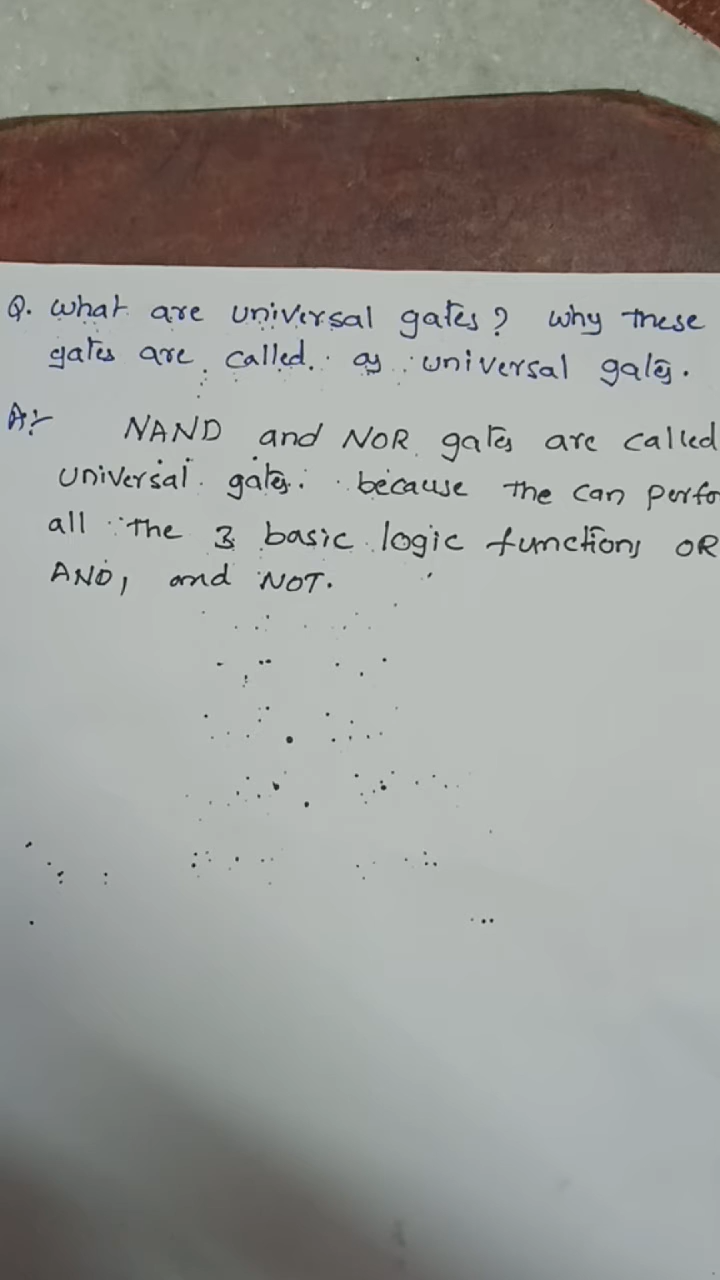 Q. What are universal gates? Why these
gates are called. as universal gates.
A:- NAND and NOR gates are called
universal gates. because the can perfo
all the 3 basic logic functions OR
AND, and NOT.